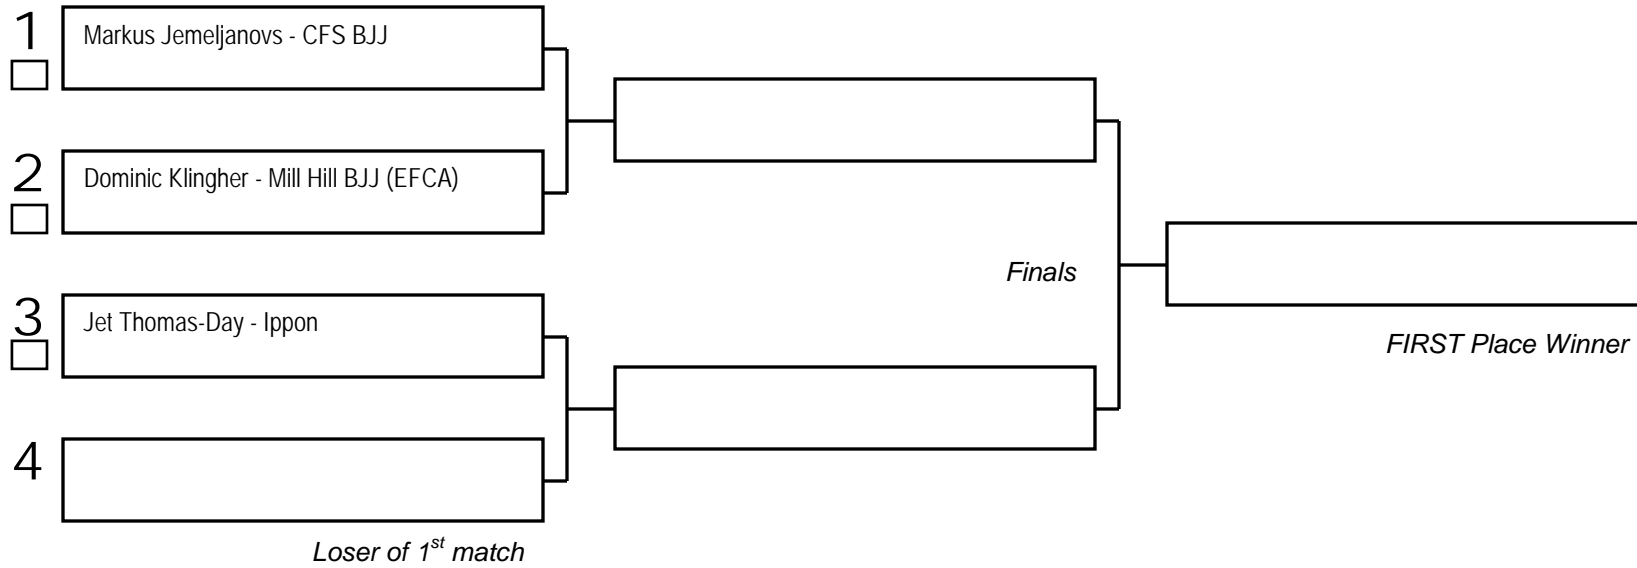 1
Markus Jemeljanovs - CFS BJJ
2
Dominic Klingher - Mill Hill BJJ (EFCA)
Finals
3
Jet Thomas-Day - Ippon
FIRST Place Winner
4
Loser of 1st match